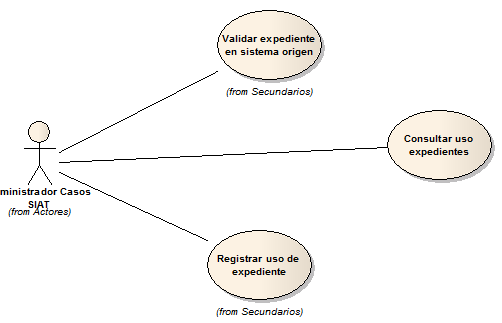 Validar expediente
en sistema origen
(from Secundarios)
Consultar uso
expedientes
ministrador Casos
SIAT
(from Actores)
Registrar uso de
expediente
(from Secundarios)